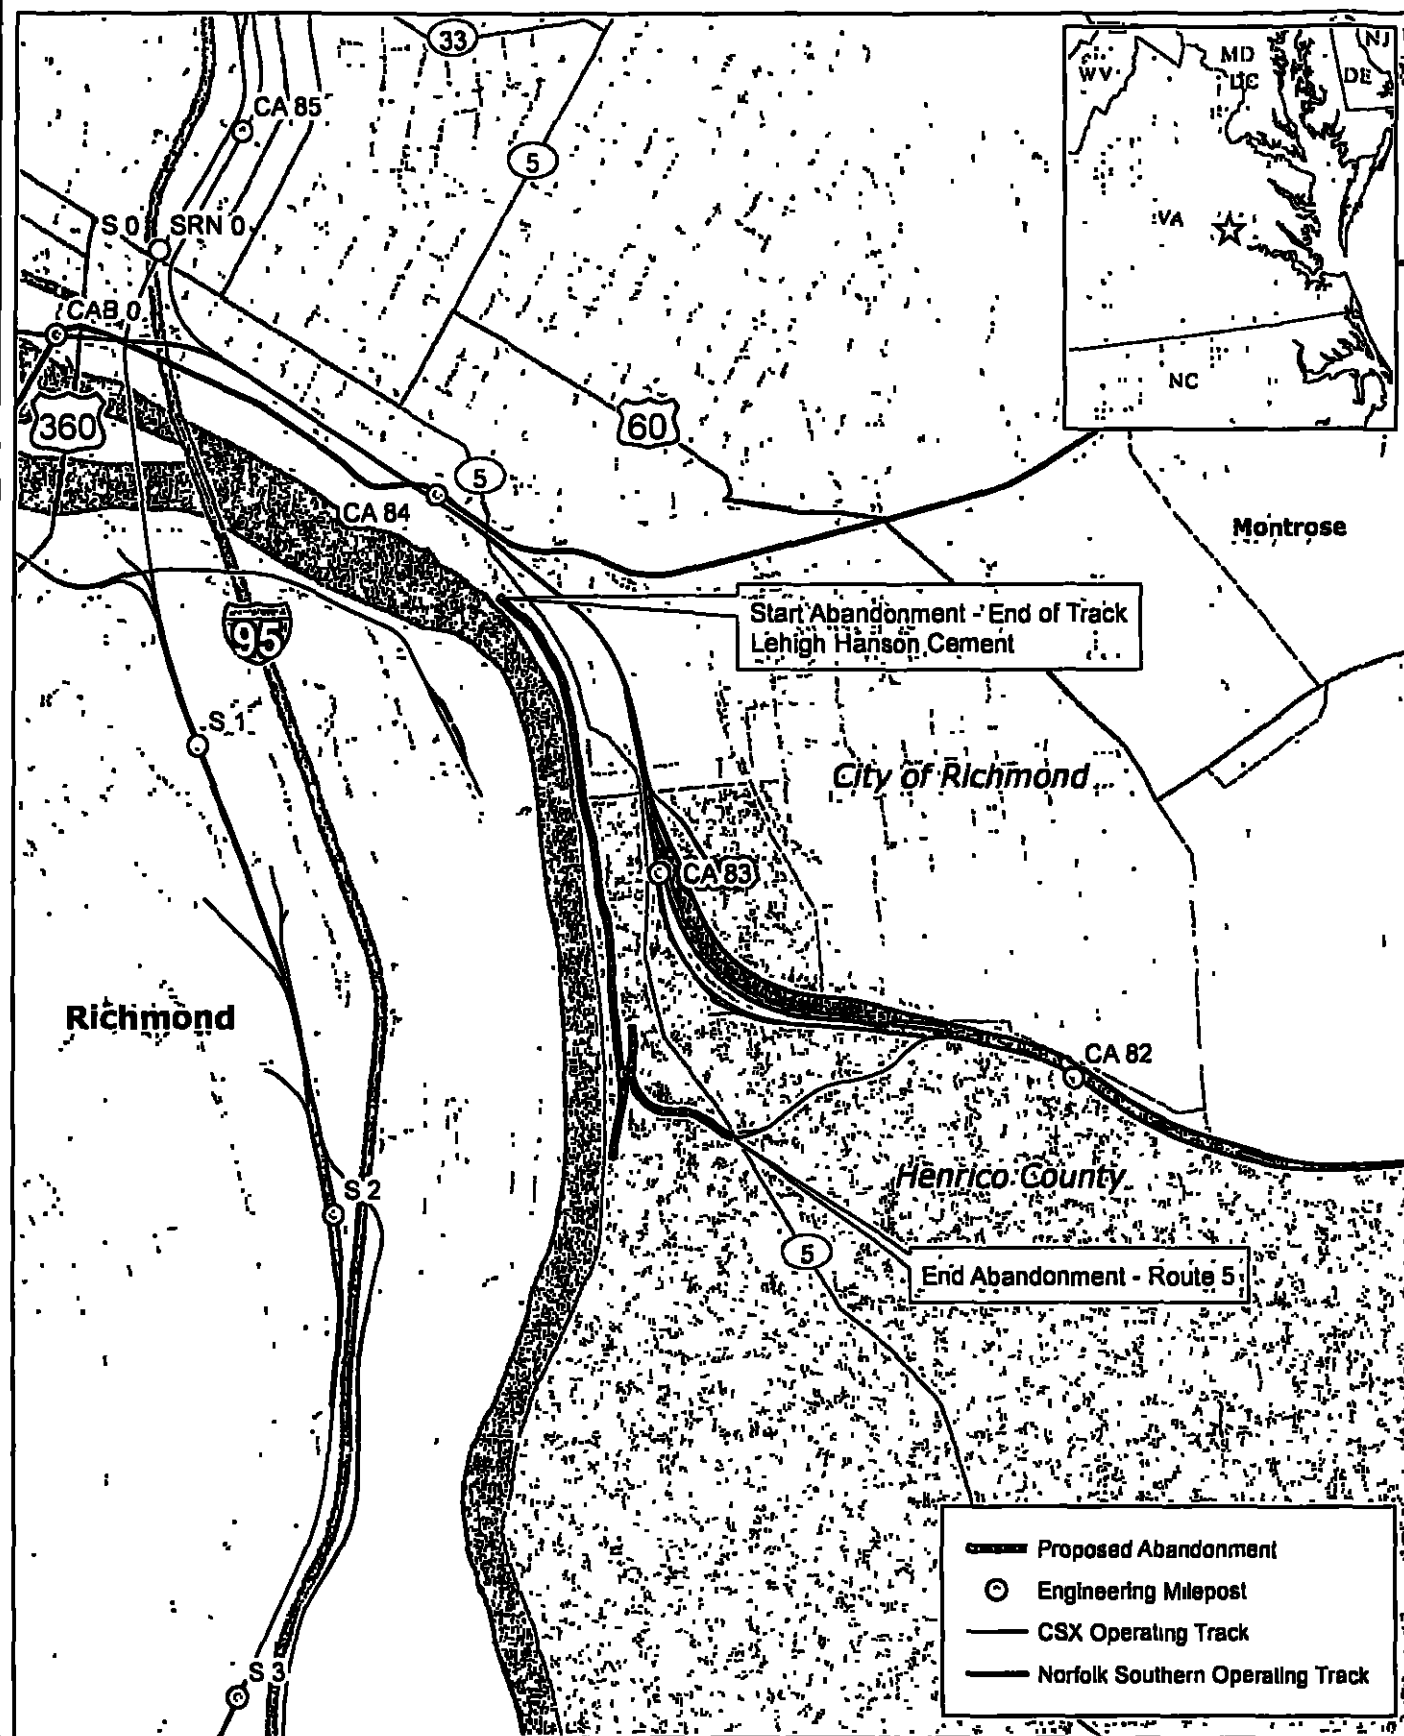 33
CA 85
5
S 0
SRN 0
CAB 0
360
60
5
CA 84
WV
MD
DC
NJ
DE
VA
NC
Montrose
Start Abandonment - End of Track
Lehigh Hanson Cement
95
S 1
City of Richmond
CA 83
Richmond
CA 82
Henrico County
S 2
5
End Abandonment - Route 5
Proposed Abandonment
Engineering Milepost
CSX Operating Track
Norfolk Southern Operating Track
S 3